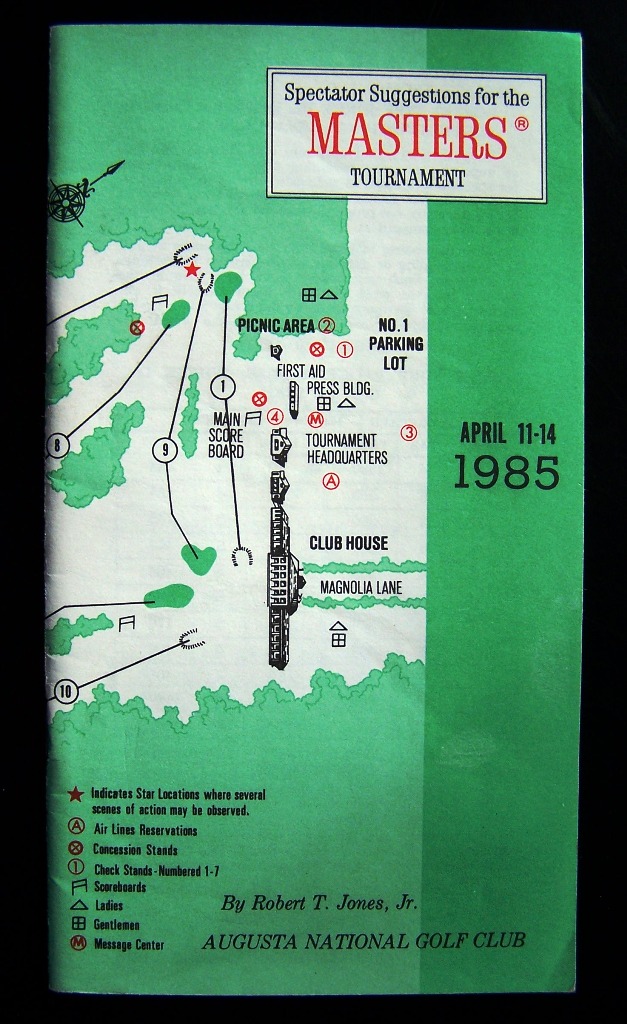 Spectator Suggestions for the
MASTERS®
TOURNAMENT
PICNIC AREA 2
NO.1
PARKING
LOT
1
FIRST AID
PRESS BLDG.
1
MAIN
SCORE
BOARD
4
M
3
TOURNAMENT
HEADQUARTERS
APRIL 11-14
1985
8
9
A
CLUB HOUSE
MAGNOLIA LANE
10
Indicates Star Locations where several
scenes of action may be observed.
A Air Lines Reservations
Concession Stands
1 Check Stands-Numbered 1-7
Scoreboards
Ladies
Gentlemen
M Message Center
By Robert T. Jones, Jr.
AUGUSTA NATIONAL GOLF CLUB